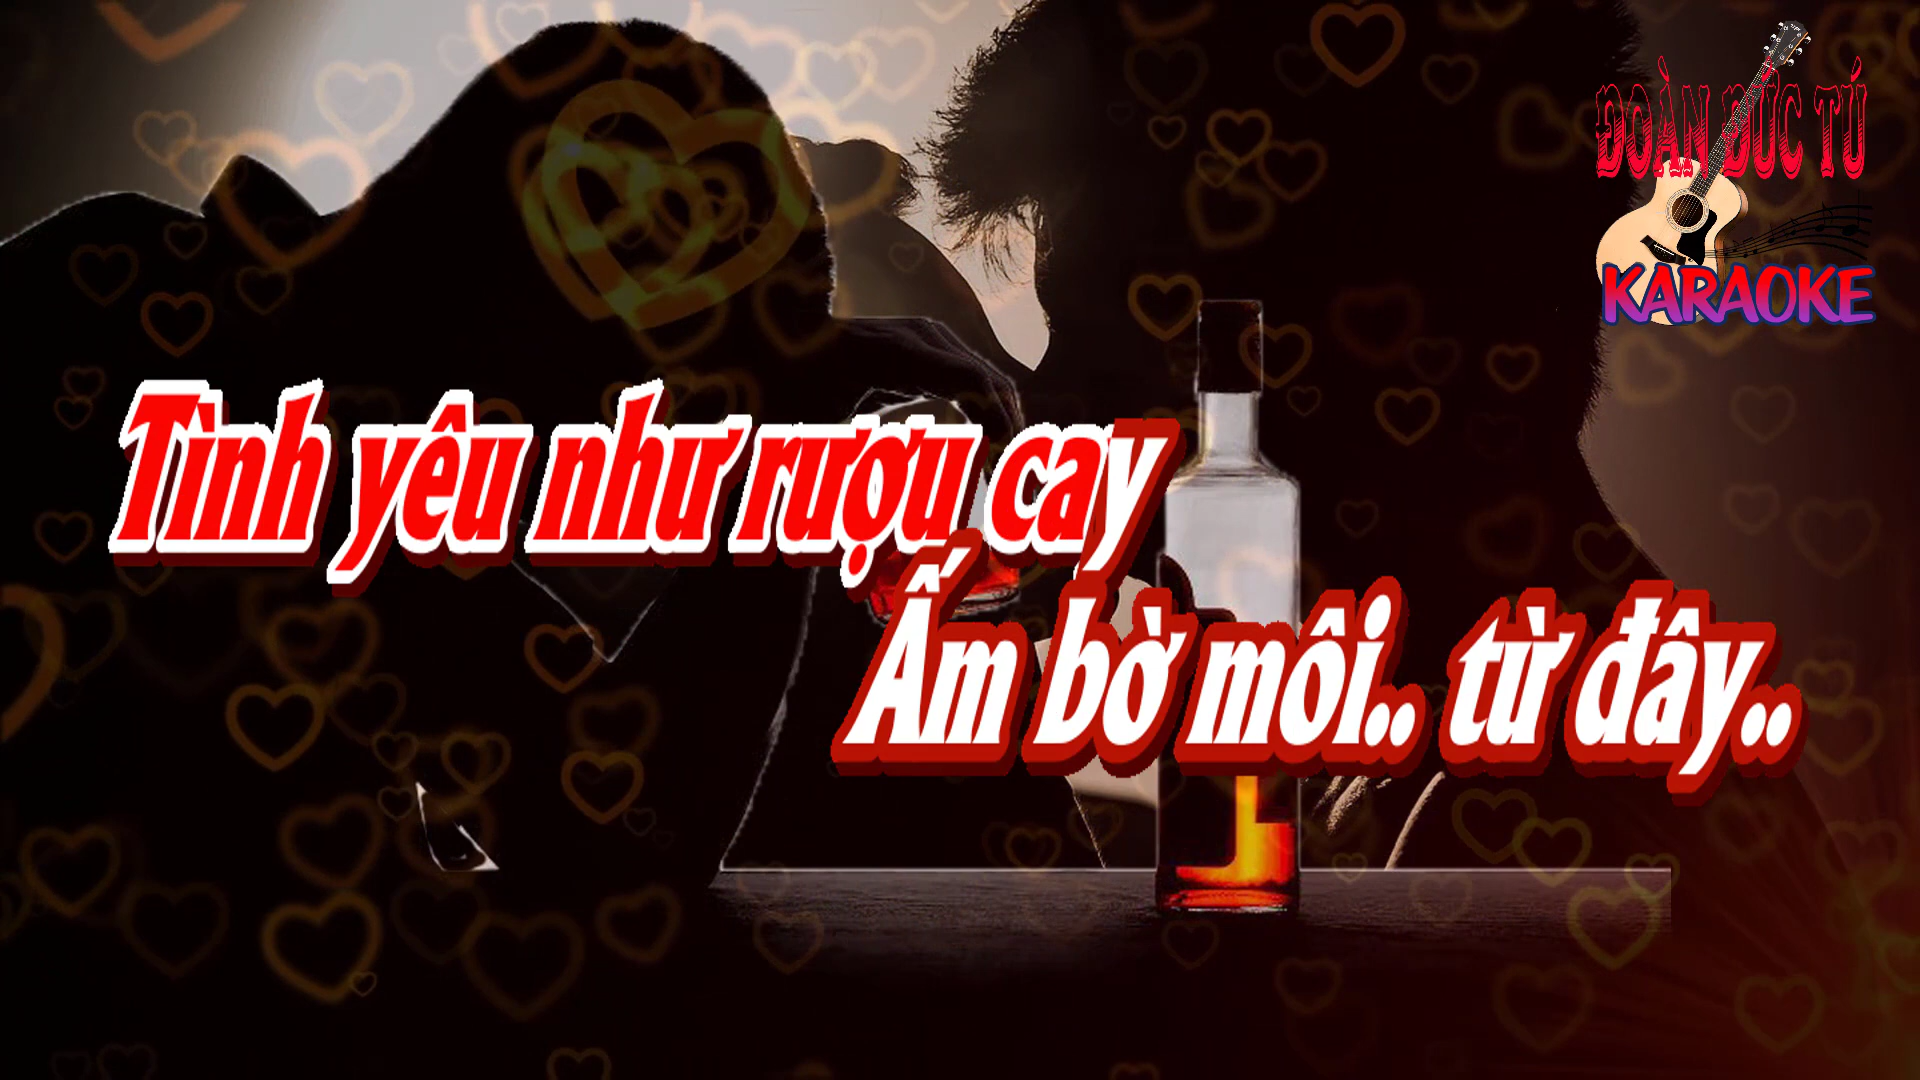 ĐOÀN ĐỨC TÚ
KARAOKE
Tình yêu như rượu cay
Ấm bờ môi.. từ đây..